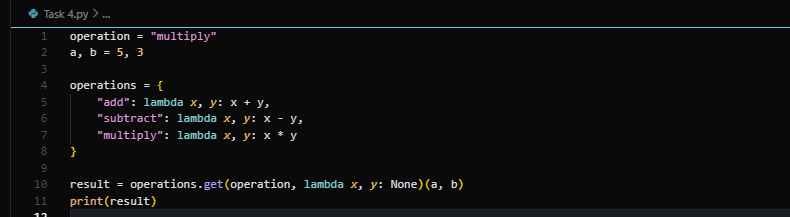 Task 4.py > ...
1 operation = "multiply"
2 a, b = 5, 3
3
4 operations = {
5     "add": lambda x, y: x + y,
6     "subtract": lambda x, y: x - y,
7     "multiply": lambda x, y: x * y
8 }
9
10 result = operations.get(operation, lambda x, y: None)(a, b)
11 print(result)
12